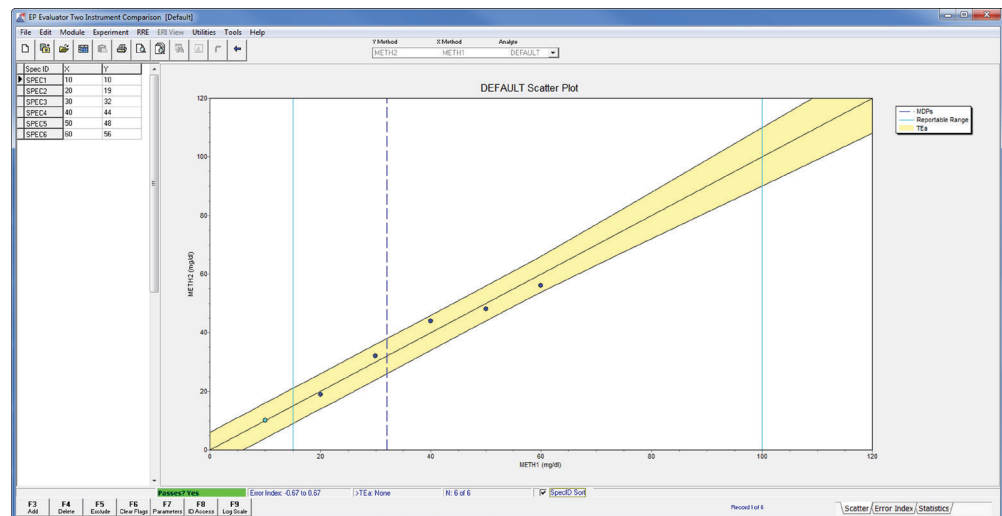 EP Evaluator Two Instrument Comparison [Default]
File Edit Module Experiment RRE ERI View Utilities Tools Help
Y Method X Method Analyte
METH2 METH1 DEFAULT
Spec ID X Y
SPEC1 10 10
SPEC2 20 19
SPEC3 30 32
SPEC4 40 44
SPEC5 50 48
SPEC6 60 56
DEFAULT Scatter Plot
120
100
80
60
40
20
0
METH2 (mg/dl)
0 20 40 60 80 100 120
METH1 (mg/dl)
MDPs
Reportable Range
TEa
Passes? Yes Error Index: -0.67 to 0.67 >TEa: None N: 6 of 6 SpecID Sort
F3 F4 F5 F6 F7 F8 F9
Add Delete Exclude Clear Flags Parameters ID Access Log Scale
Record 1 of 6
Scatter Error Index Statistics